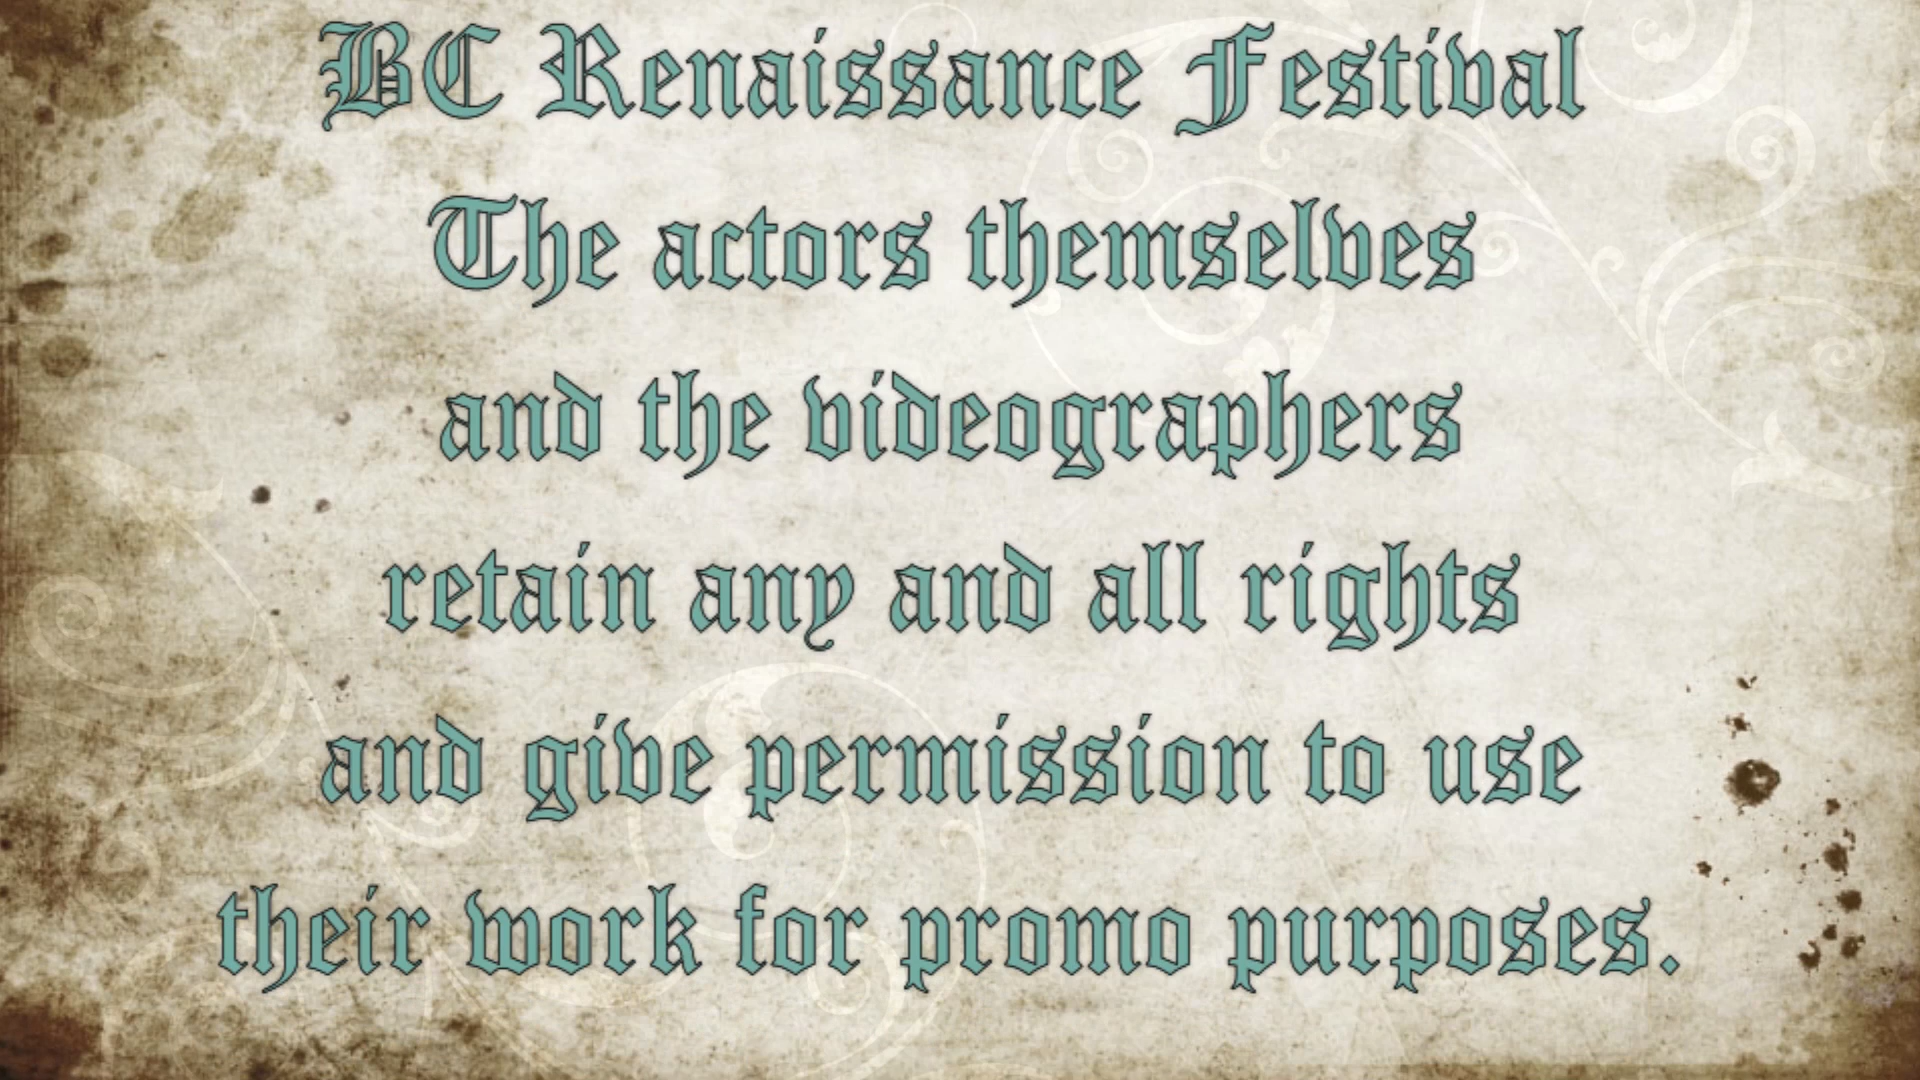 BC Renaissance Festival
The actors themselves
and the videographers
retain any and all rights
and give permission to use
their work for promo purposes.